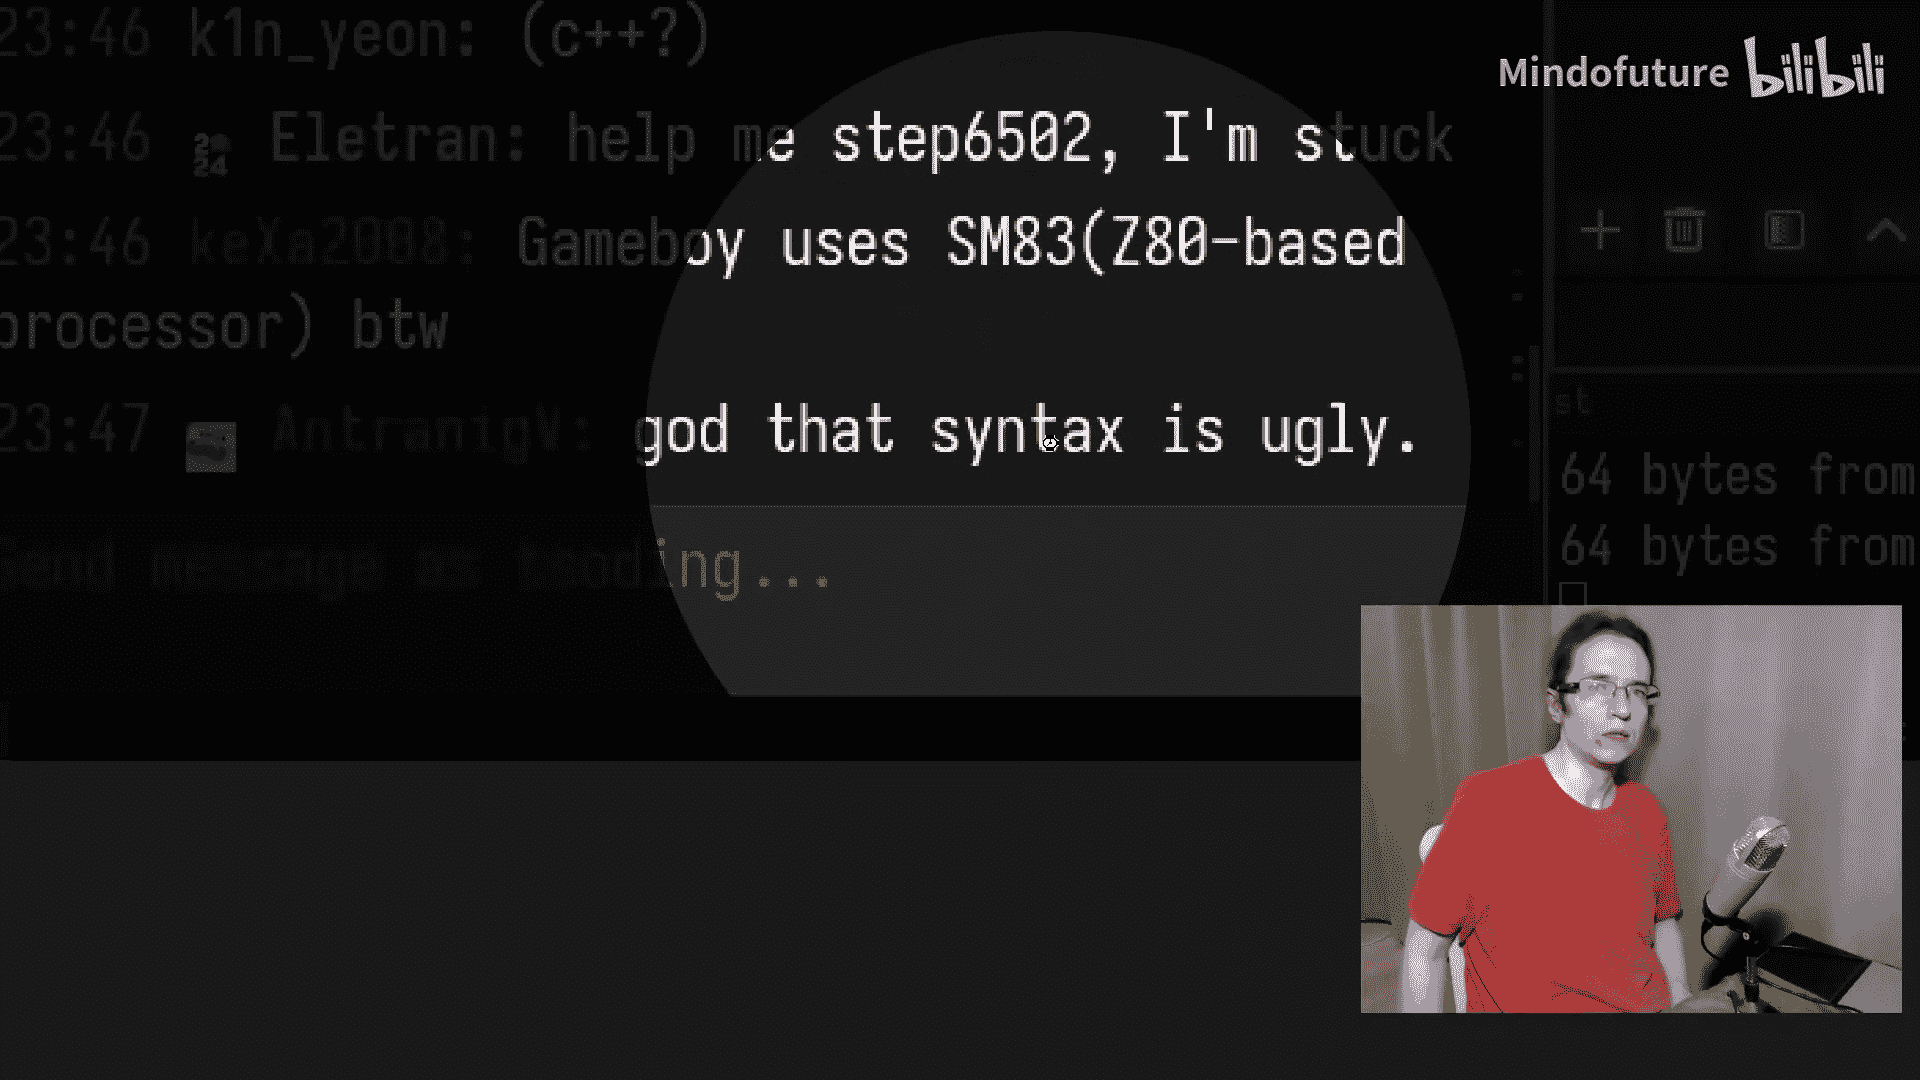 23:46 k1n_yeon: (c++?)
Mindofuture bilibili
23:46 2024 Eletran: help me step6502, I'm stuck
23:46 keXa2008: Gameboy uses SM83(Z80-based
processor) btw
23:47 AntranigV: god that syntax is ugly.
st
64 bytes from
64 bytes from
Send message as tsoding...